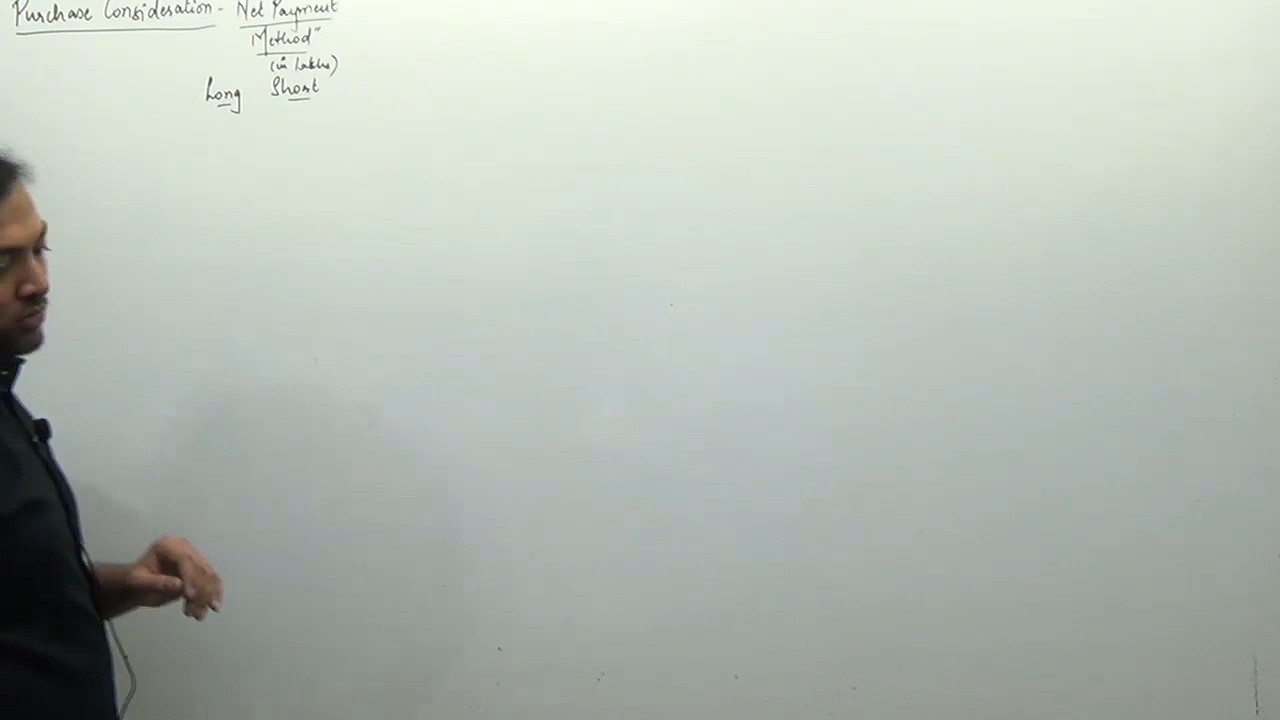 Purchase Consideration - Net Payment
Method"
(in lakhs)
Long Short